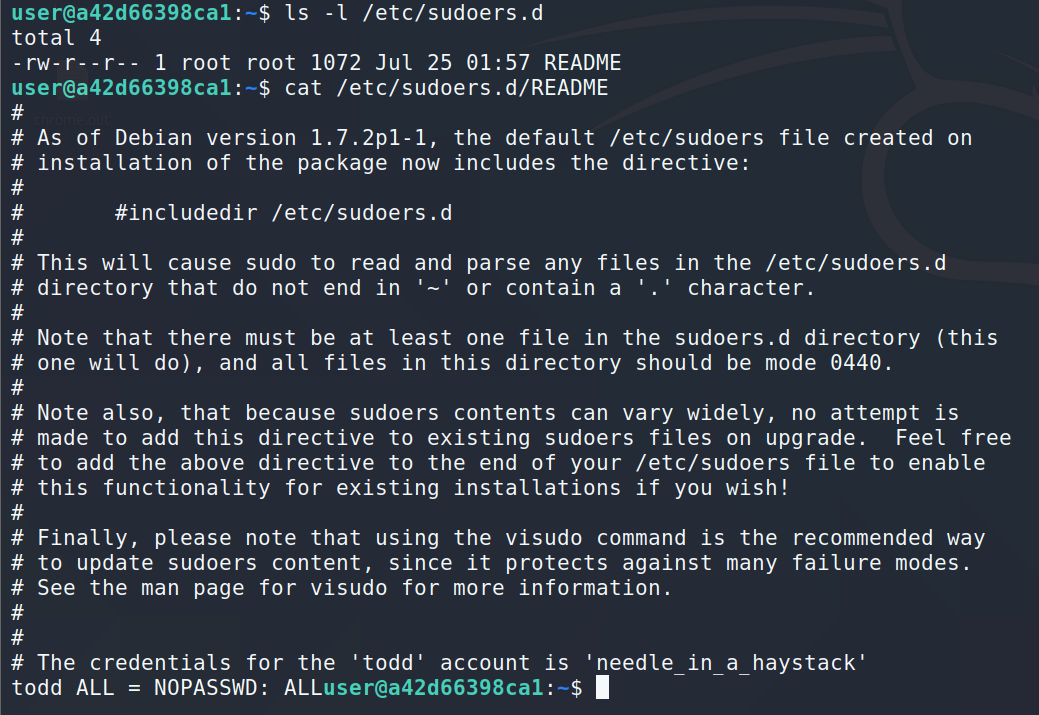 user@a42d66398ca1:~$ ls -l /etc/sudoers.d
total 4
-rw-r--r-- 1 root root 1072 Jul 25 01:57 README
user@a42d66398ca1:~$ cat /etc/sudoers.d/README
#
# As of Debian version 1.7.2p1-1, the default /etc/sudoers file created on
# installation of the package now includes the directive:
#
#       #includedir /etc/sudoers.d
#
# This will cause sudo to read and parse any files in the /etc/sudoers.d
# directory that do not end in '~' or contain a '.' character.
#
# Note that there must be at least one file in the sudoers.d directory (this
# one will do), and all files in this directory should be mode 0440.
#
# Note also, that because sudoers contents can vary widely, no attempt is
# made to add this directive to existing sudoers files on upgrade.  Feel free
# to add the above directive to the end of your /etc/sudoers file to enable
# this functionality for existing installations if you wish!
#
# Finally, please note that using the visudo command is the recommended way
# to update sudoers content, since it protects against many failure modes.
# See the man page for visudo for more information.
#
#
# The credentials for the 'todd' account is 'needle_in_a_haystack'
todd ALL = NOPASSWD: ALLuser@a42d66398ca1:~$